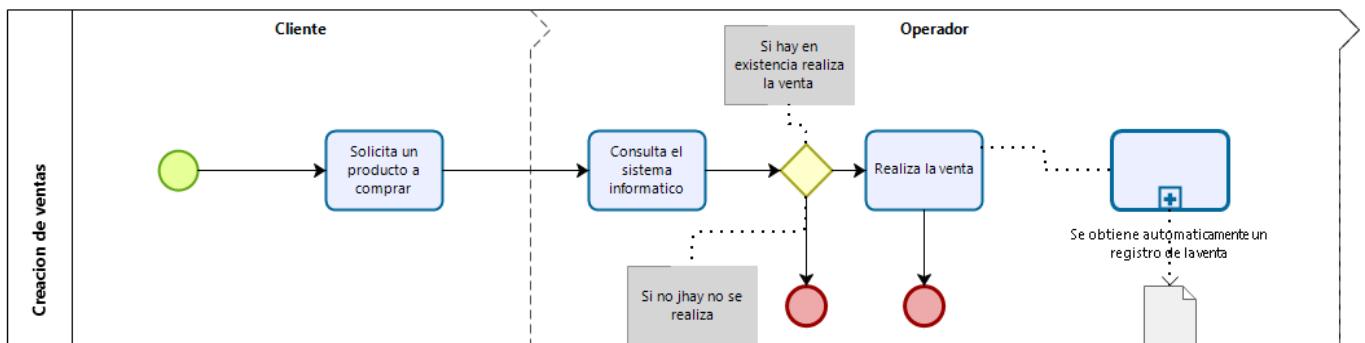 Creacion de ventas
Cliente
Operador
Solicita un
producto a
comprar
Consulta el
sistema
informatico
Si hay en
existencia realiza
la venta
Si no jhay no se
realiza
Realiza la venta
Se obtiene automaticamente un
registro de la venta